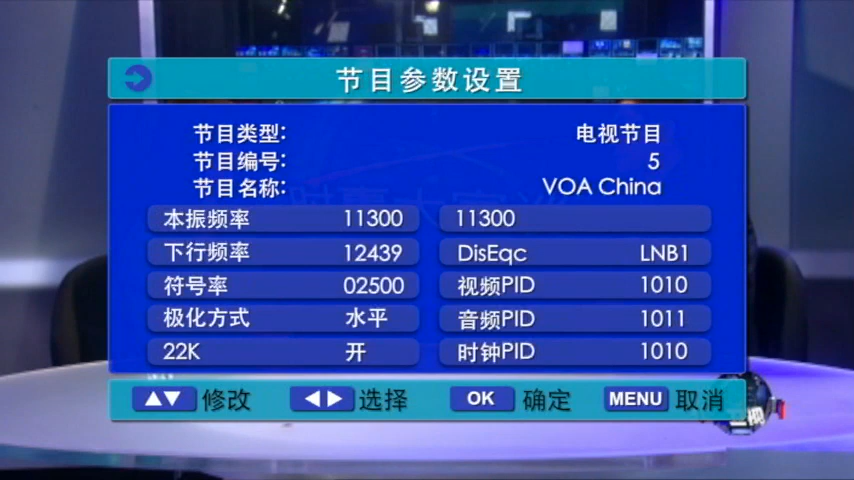 节目参数设置
节目类型: 电视节目
节目编号: 5
节目名称: VOA China
本振频率 11300 11300
下行频率 12439 DisEqc LNB1
符号率 02500 视频PID 1010
极化方式 水平 音频PID 1011
22K 开 时钟PID 1010
▲▼ 修改 ◀▶ 选择 OK 确定 MENU 取消
卫视